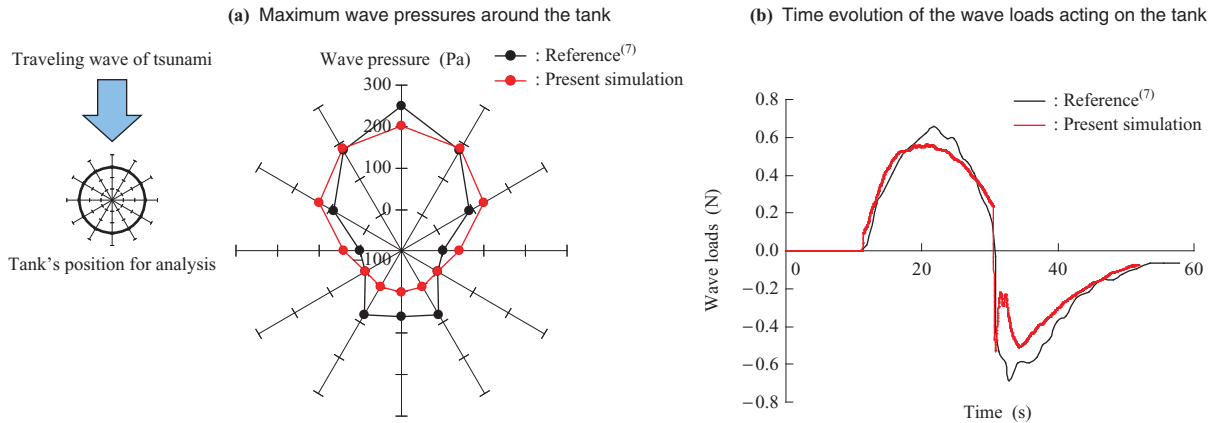 (a) Maximum wave pressures around the tank
Traveling wave of tsunami
Tank's position for analysis
Wave pressure (Pa)
: Reference(7)
: Present simulation
300
200
100
0
−100
(b) Time evolution of the wave loads acting on the tank
: Reference(7)
: Present simulation
Wave loads (N)
0.8
0.6
0.4
0.2
0.0
−0.2
−0.4
−0.6
−0.8
0
20
40
60
Time (s)